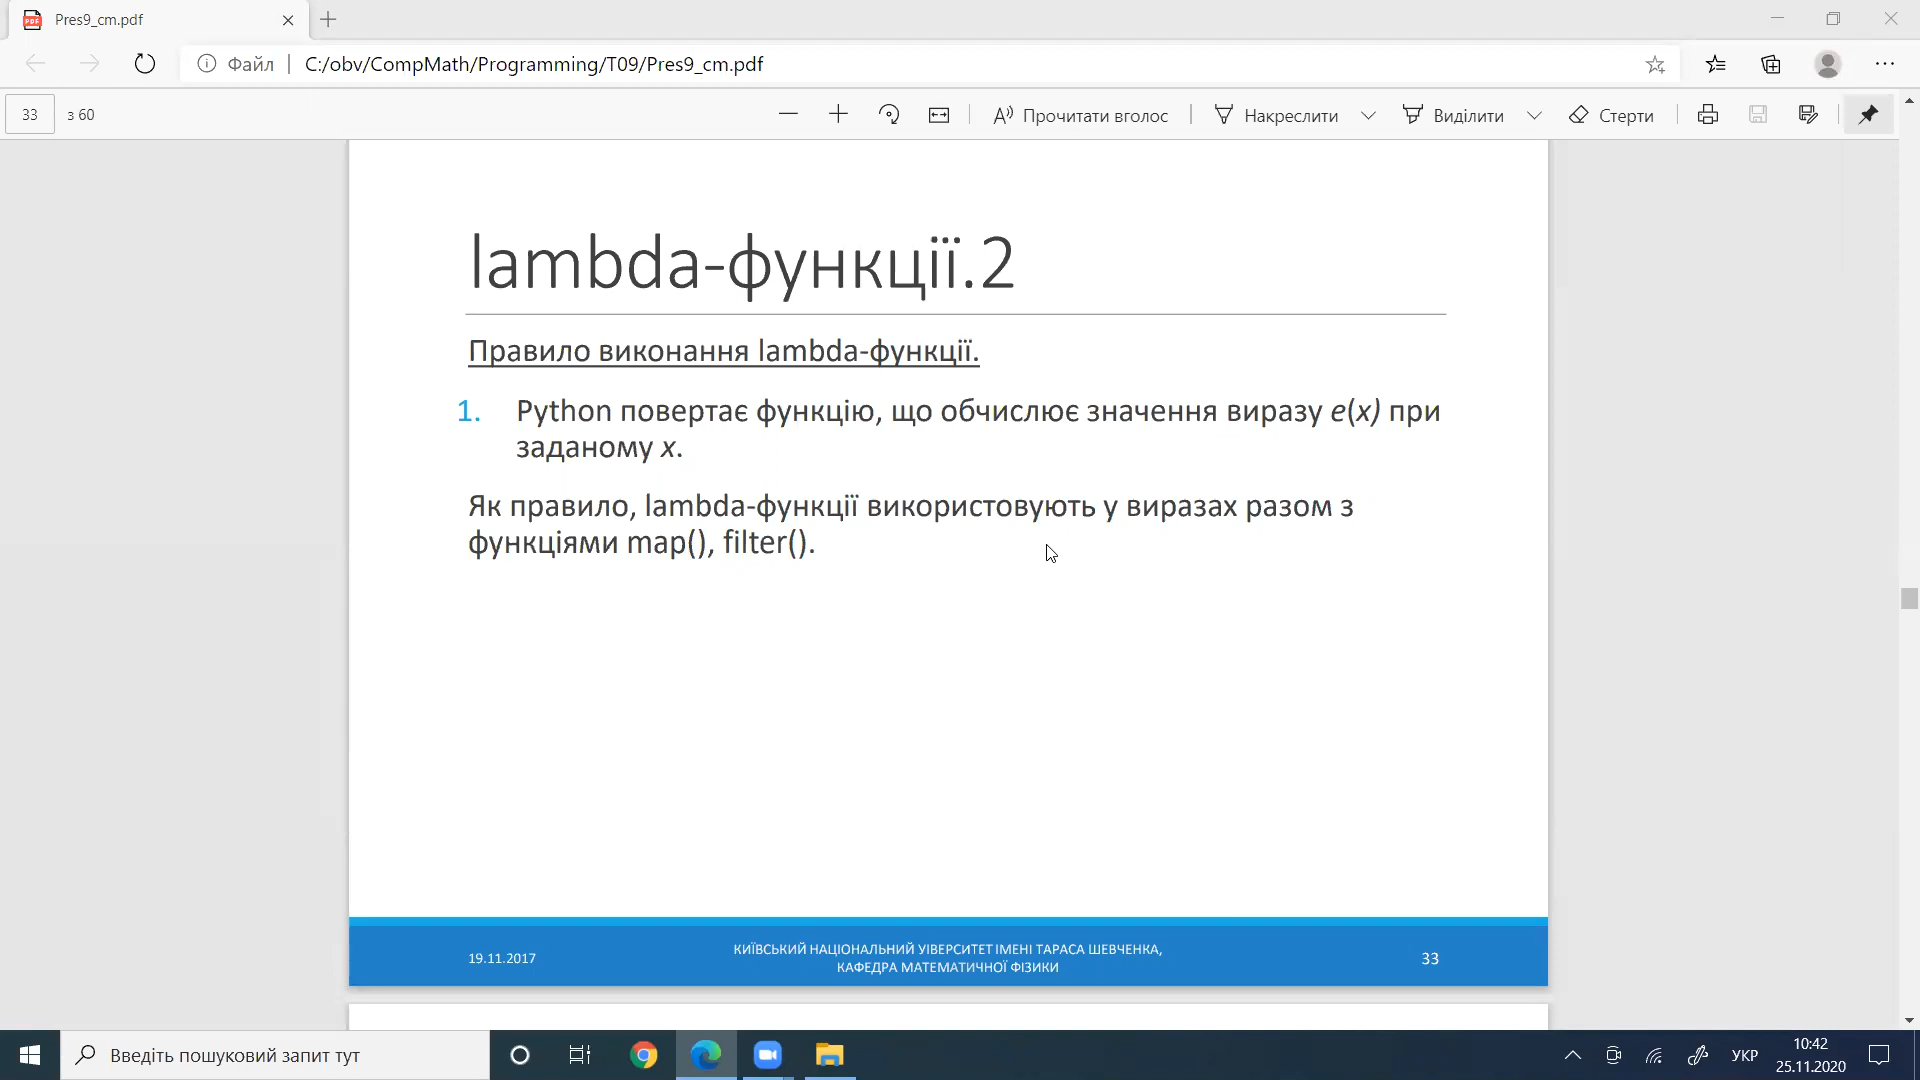 Pres9_cm.pdf
Файл
C:/obv/CompMath/Programming/T09/Pres9_cm.pdf
33
з 60
Прочитати вголос
Накреслити
Виділити
Стерти
lambda-функції.2
Правило виконання lambda-функції.
1. Python повертає функцію, що обчислює значення виразу e(x) при
заданому x.
Як правило, lambda-функції використовують у виразах разом з
функціями map(), filter().
19.11.2017
КИЇВСЬКИЙ НАЦІОНАЛЬНИЙ УІВЕРСИТЕТ ІМЕНІ ТАРАСА ШЕВЧЕНКА,
КАФЕДРА МАТЕМАТИЧНОЇ ФІЗИКИ
33
Введіть пошуковий запит тут
УКР
10:42
25.11.2020